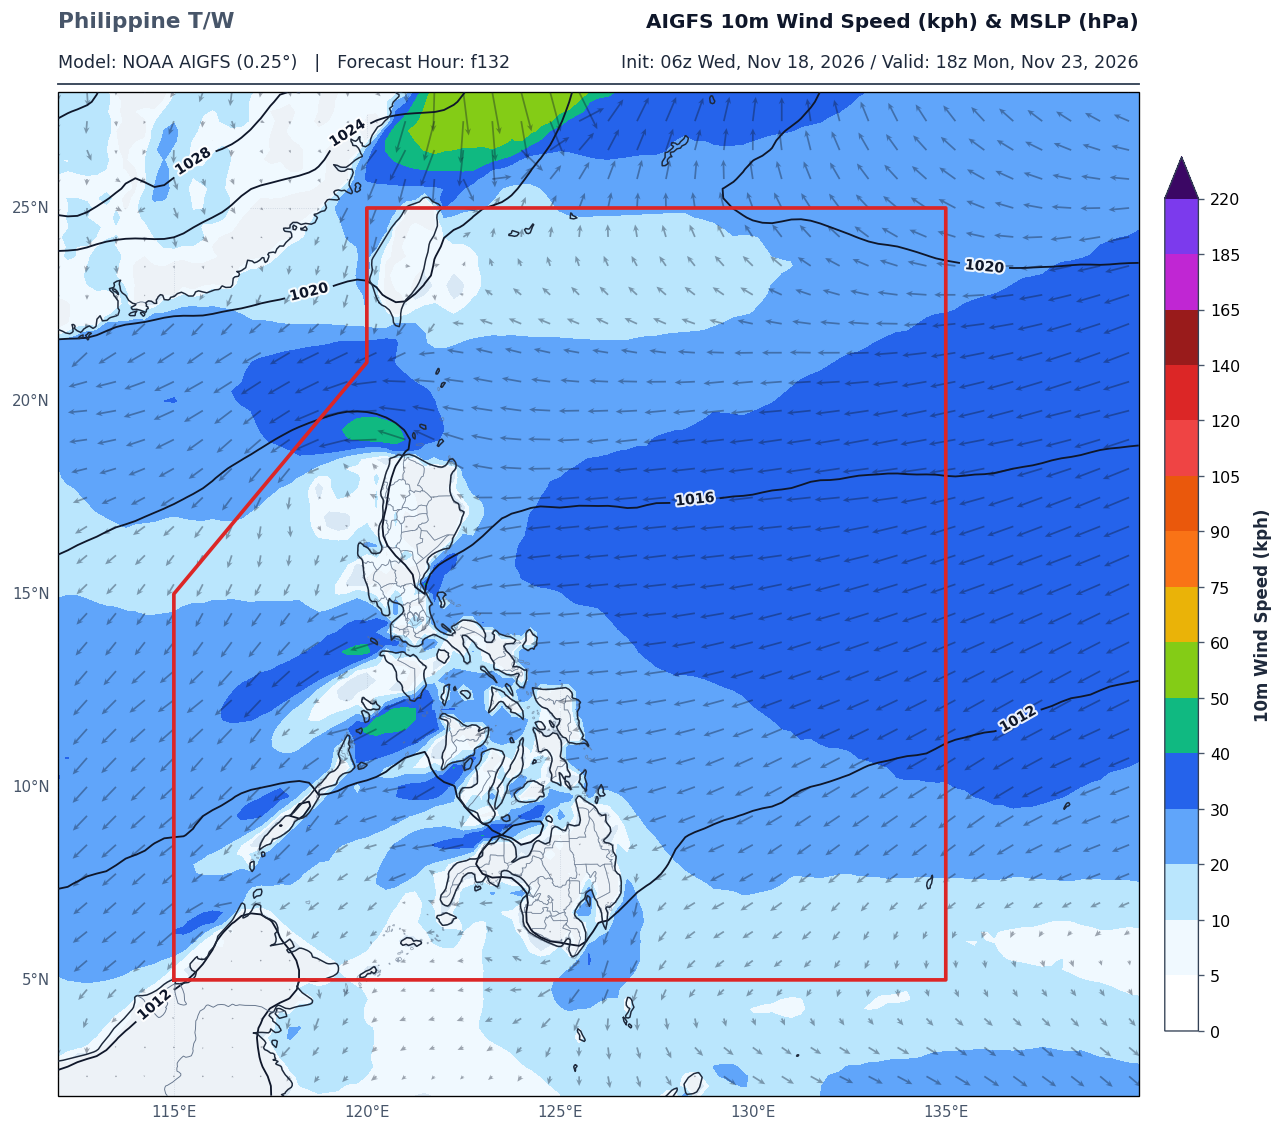 Philippine T/W
AIGFS 10m Wind Speed (kph) & MSLP (hPa)
Model: NOAA AIGFS (0.25°)   |   Forecast Hour: f132
Init: 06z Wed, Nov 18, 2026 / Valid: 18z Mon, Nov 23, 2026
1024
1028
25°N
1020
1020
20°N
1016
15°N
1012
10°N
5°N
1012
115°E
120°E
125°E
130°E
135°E
220
185
165
140
120
105
90
75
60
50
40
30
20
10
5
0
10m Wind Speed (kph)